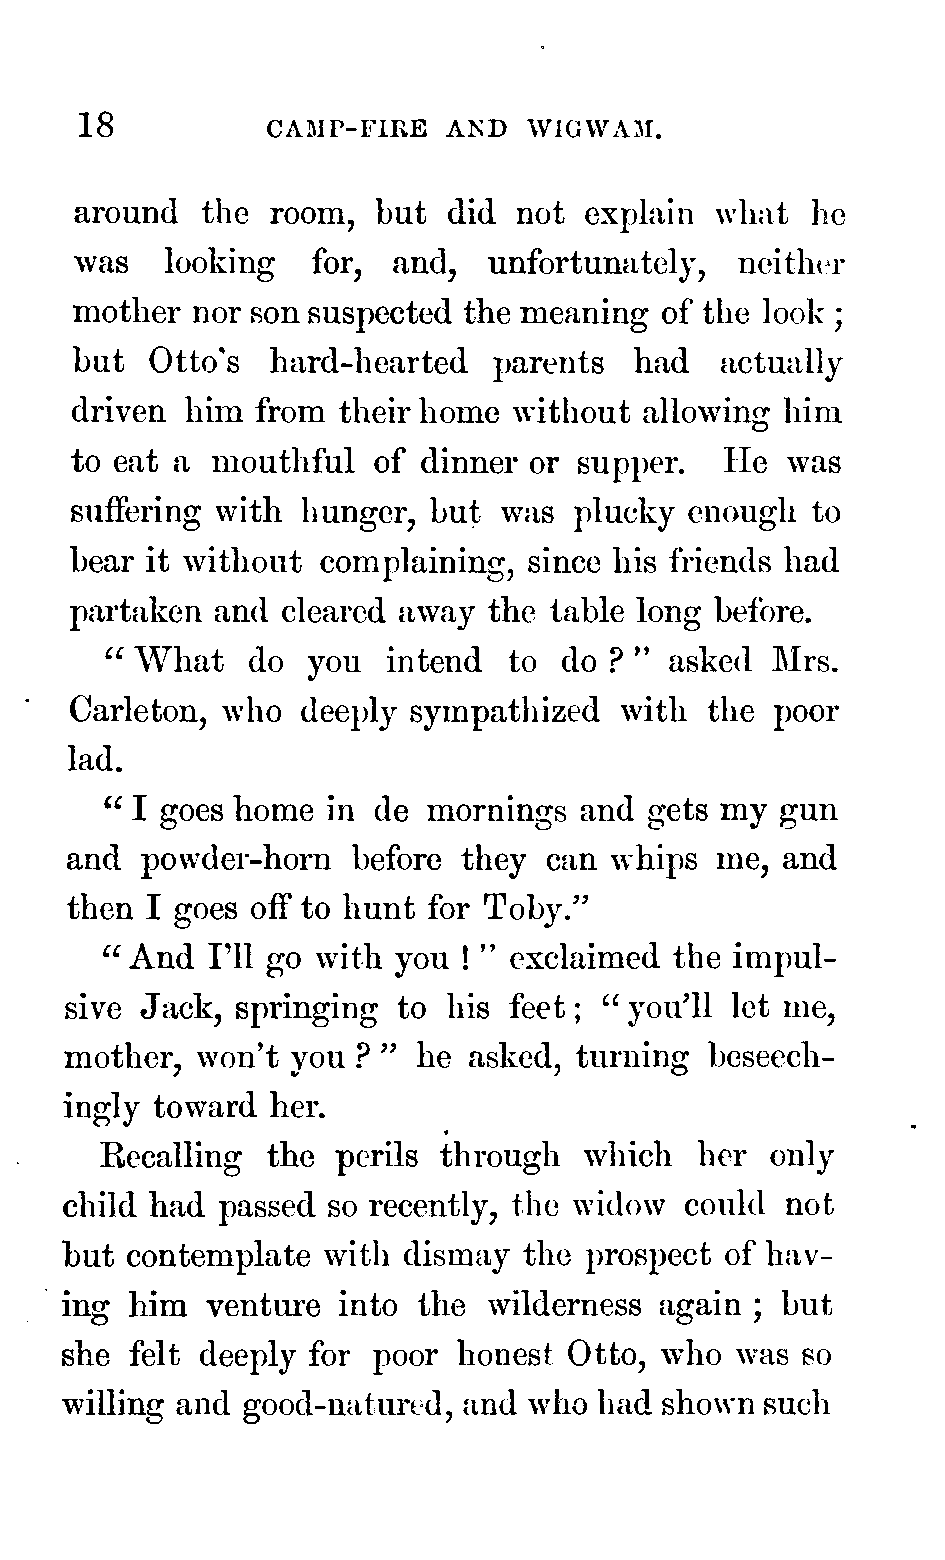 18 CAMP-FIRE AND WIGWAM.
around the room, but did not explain what he
was looking for, and, unfortunately, neither
mother nor son suspected the meaning of the look ;
but Otto's hard-hearted parents had actually
driven him from their home without allowing him
to eat a mouthful of dinner or supper. He was
suffering with hunger, but was plucky enough to
bear it without complaining, since his friends had
partaken and cleared away the table long before.
“ What do you intend to do ? ” asked Mrs.
Carleton, who deeply sympathized with the poor
lad.
“ I goes home in de mornings and gets my gun
and powder-horn before they can whips me, and
then I goes off to hunt for Toby.”
“ And I'll go with you ! ” exclaimed the impul-
sive Jack, springing to his feet ; “ you'll let me,
mother, won't you ? ” he asked, turning beseech-
ingly toward her.
Recalling the perils through which her only
child had passed so recently, the widow could not
but contemplate with dismay the prospect of hav-
ing him venture into the wilderness again ; but
she felt deeply for poor honest Otto, who was so
willing and good-natured, and who had shown such